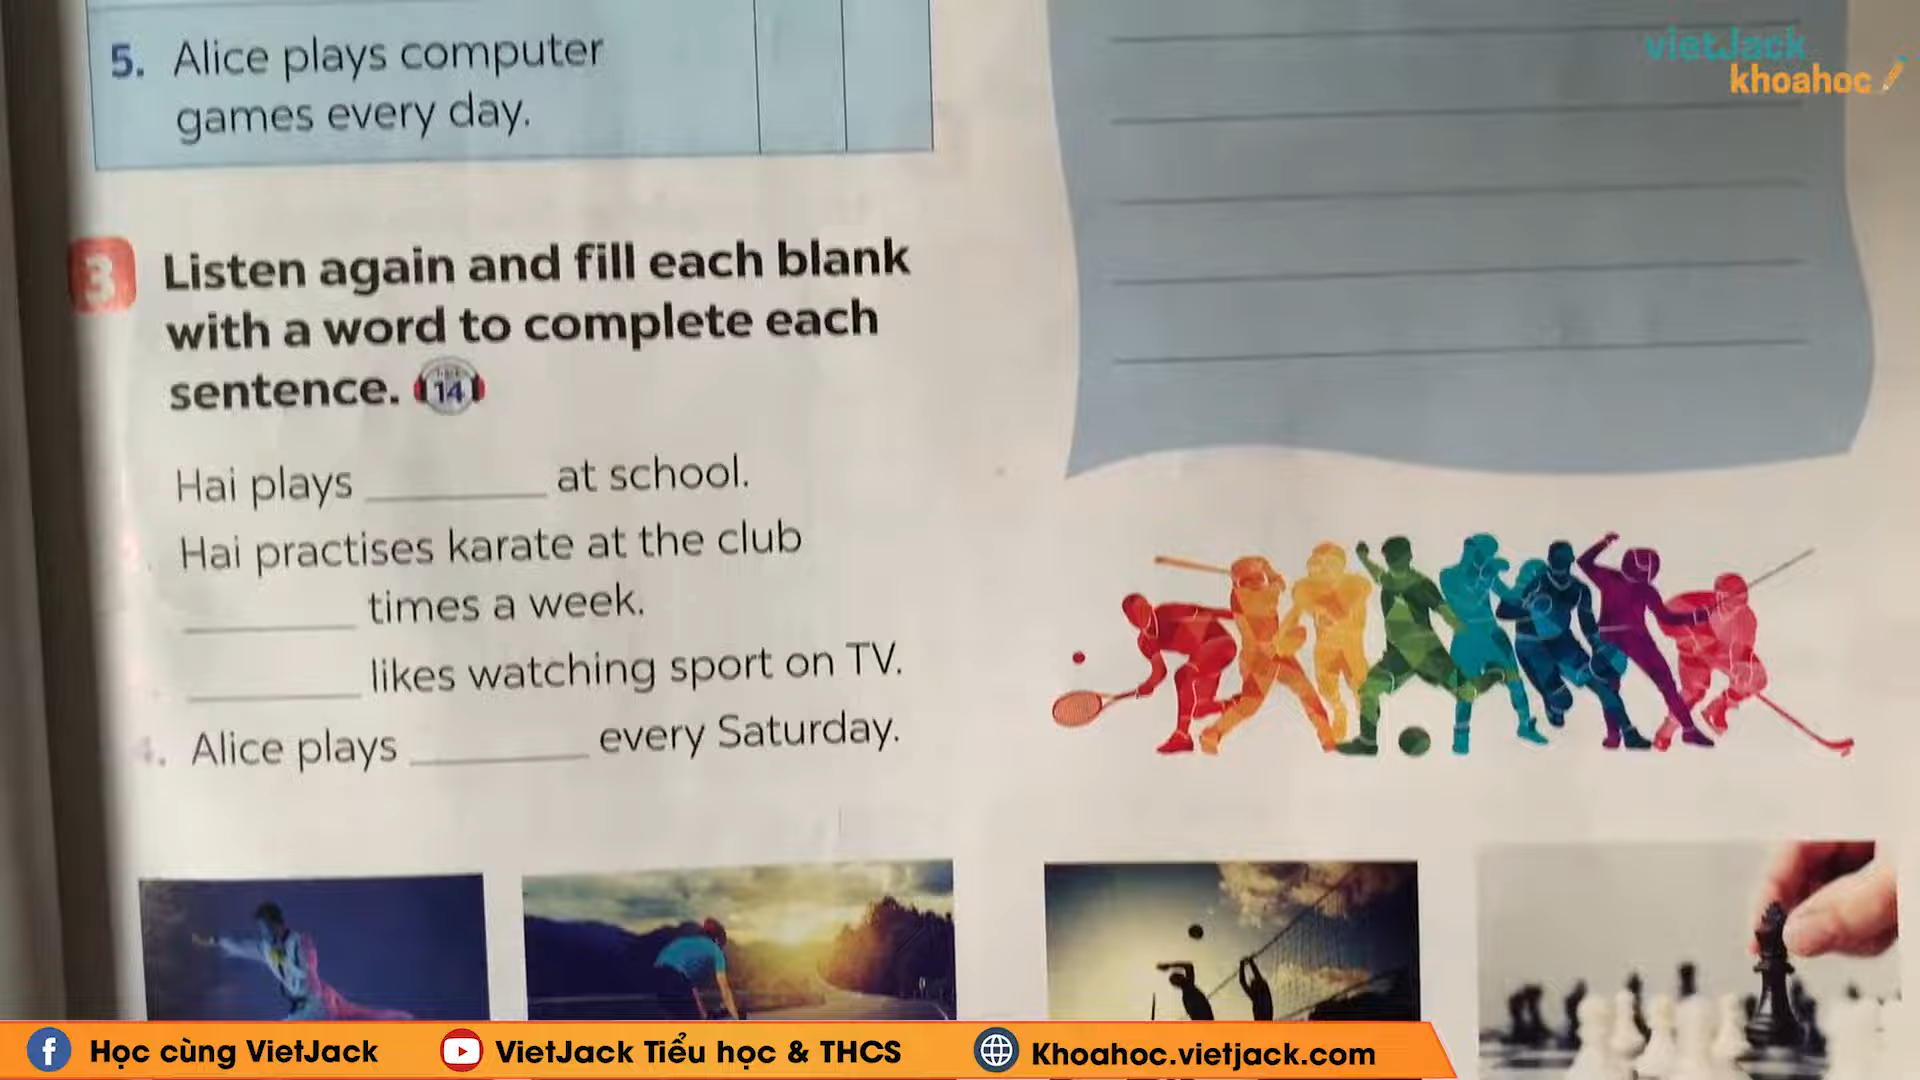 5. Alice plays computer
games every day.
3 Listen again and fill each blank
with a word to complete each
sentence. 14
Hai plays ________ at school.
Hai practises karate at the club
________ times a week.
________ likes watching sport on TV.
4. Alice plays ________ every Saturday.
vietJack
khoahoc
Học cùng VietJack
VietJack Tiểu học & THCS
Khoahoc.vietjack.com